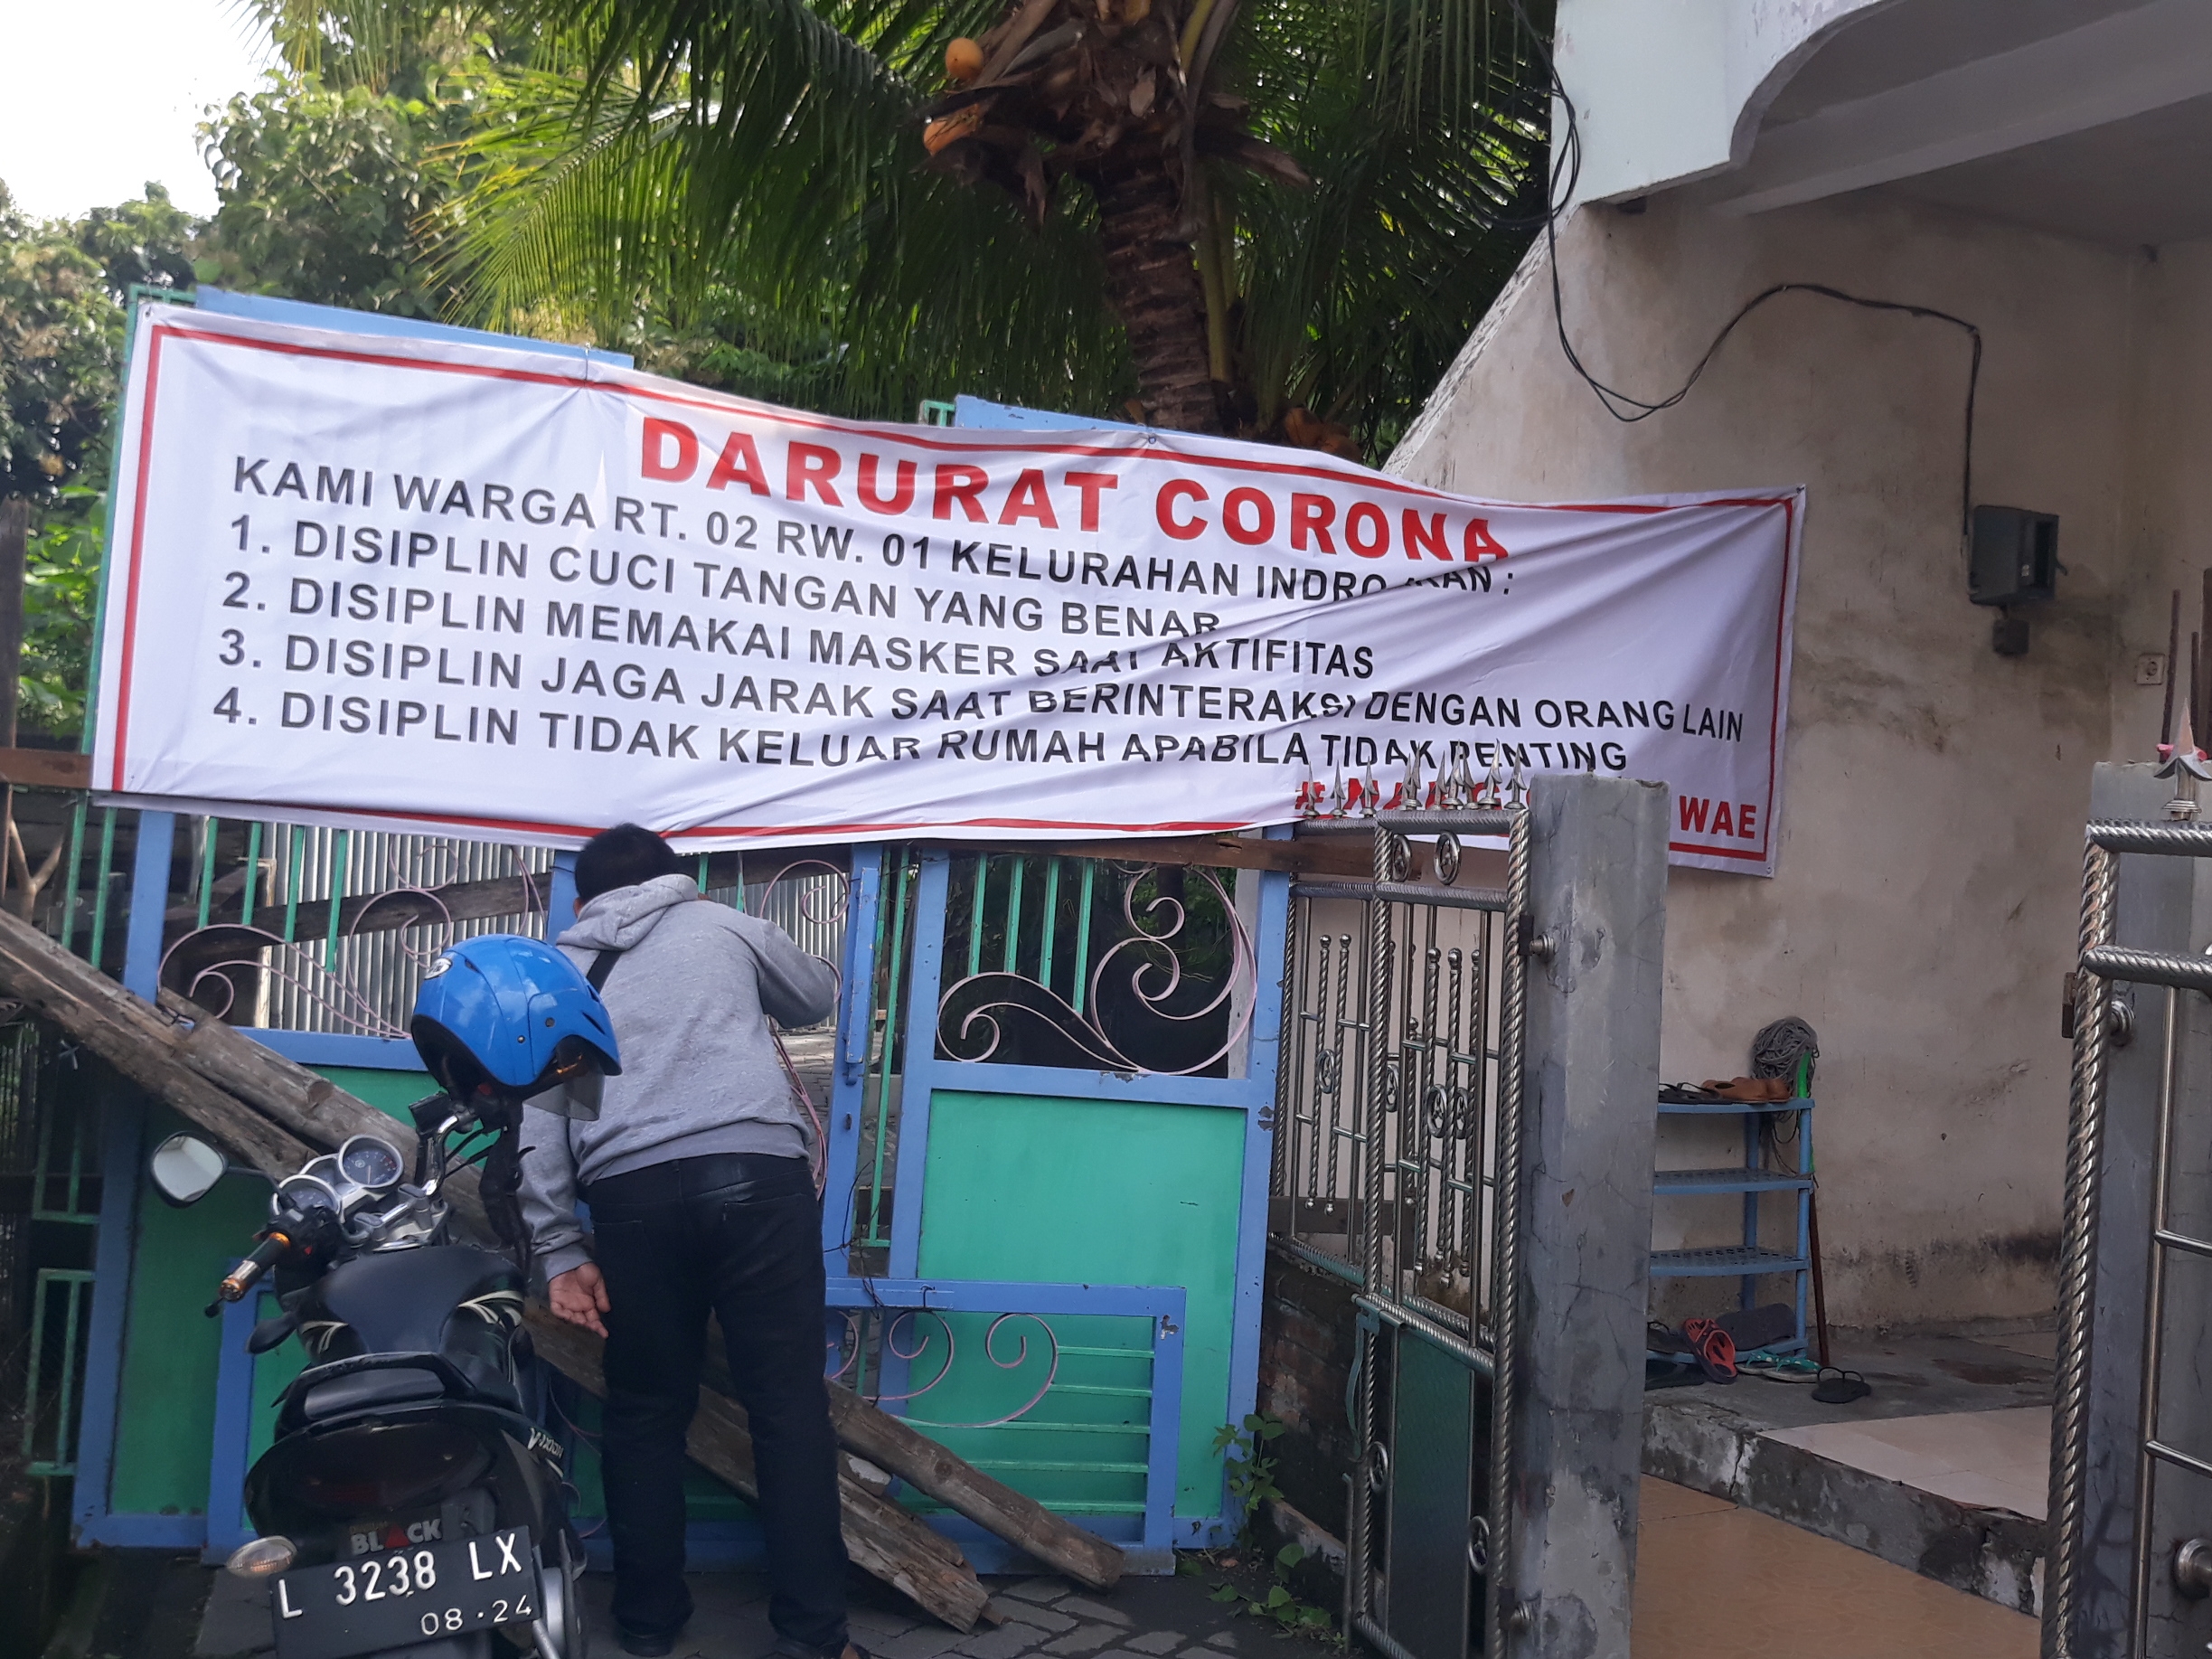 DARURAT CORONA
KAMI WARGA RT. 02 RW. 01 KELURAHAN :
1. DISIPLIN CUCI TANGAN YANG BENAR
2. DISIPLIN MEMAKAI MASKER SAAT AKTIFITAS
3. DISIPLIN JAGA JARAK SAAT BERINTERAKSI DENGAN ORANG LAIN
4. DISIPLIN TIDAK KELUAR RUMAH APABILA TIDAK PENTING
# WAE
BLACK
L 3238 LX
08·24